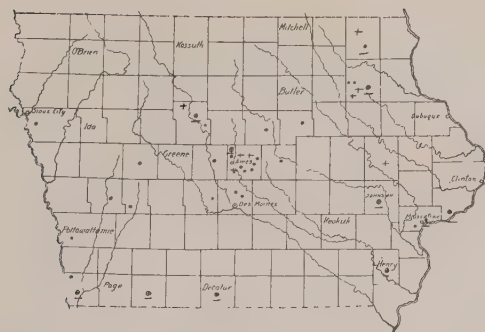 Mitchell
Kossuth
O'Brien
Butler
Sioux City
Dubuque
Ida
Greene
Ames
Clinton
Des Moines
Johnson
Muscatine
Keokuk
Pottawattamie
Henry
Page
Decatur